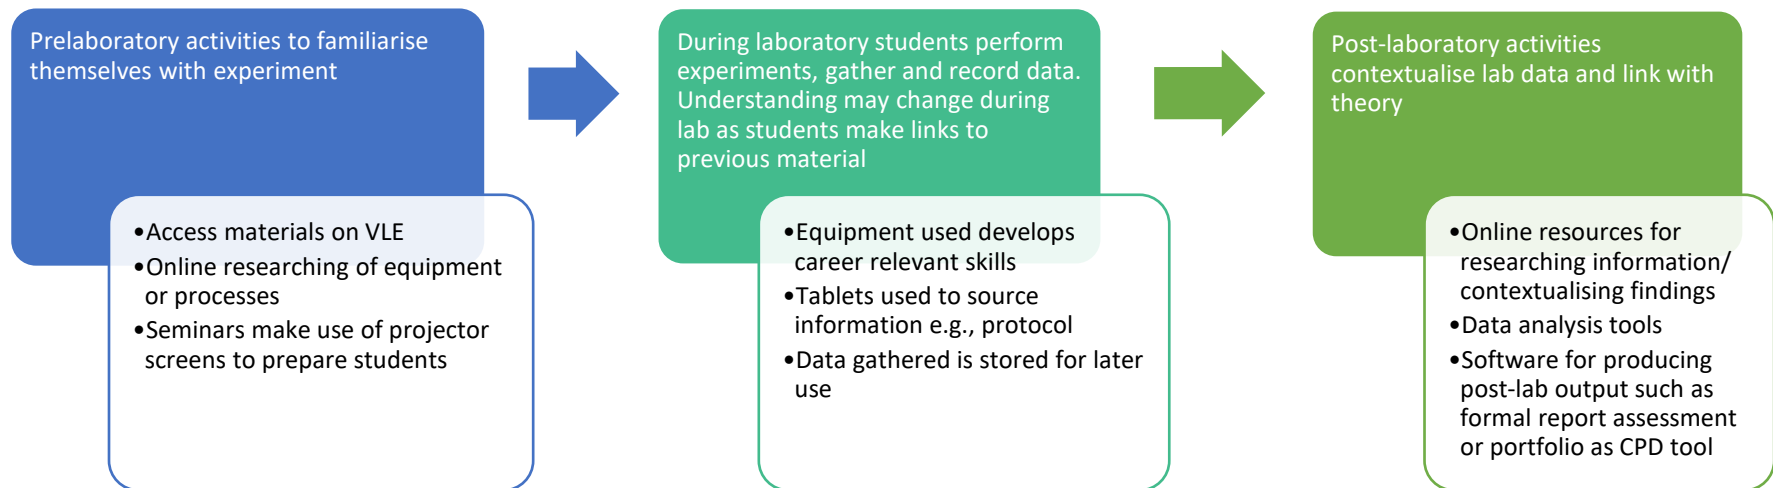 Prelaboratory activities to familiarise
themselves with experiment
•Access materials on VLE
•Online researching of equipment
or processes
•Seminars make use of projector
screens to prepare students
During laboratory students perform
experiments, gather and record data.
Understanding may change during
lab as students make links to
previous material
•Equipment used develops
career relevant skills
•Tablets used to source
information e.g., protocol
•Data gathered is stored for later
use
Post-laboratory activities
contextualise lab data and link with
theory
•Online resources for
researching information/
contextualising findings
•Data analysis tools
•Software for producing
post-lab output such as
formal report assessment
or portfolio as CPD tool